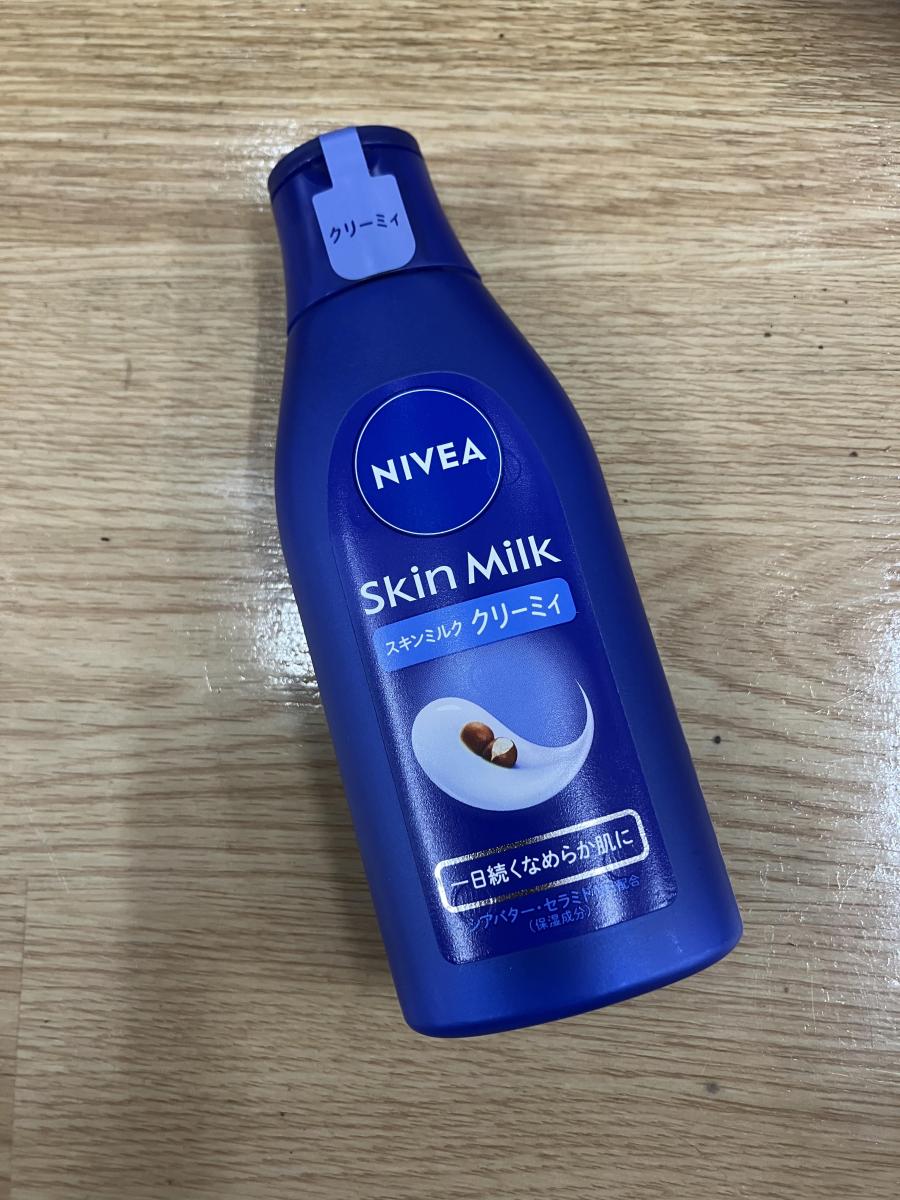 クリーミィ
NIVEA
Skin Milk
スキンミルク クリーミィ
一日続くなめらか肌に
シアバター・セラミド 配合
(保湿成分)